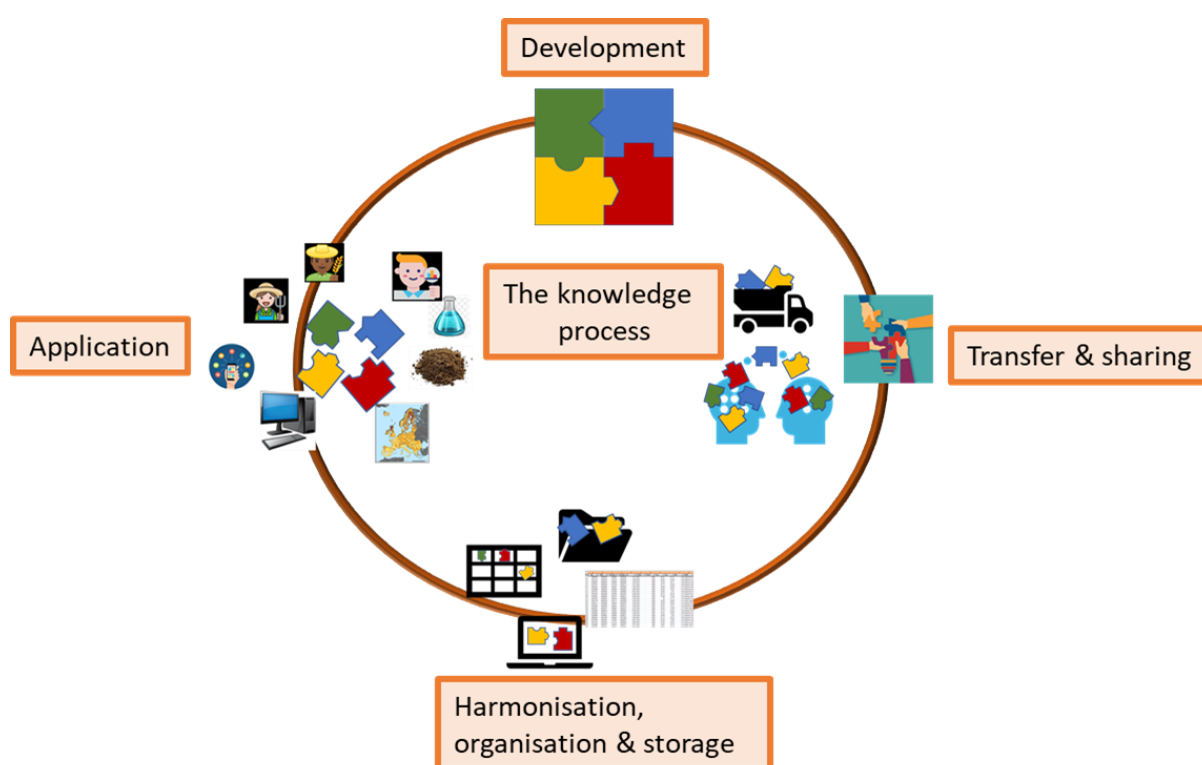 Development
The knowledge
process
Application
Transfer & sharing
Harmonisation,
organisation & storage